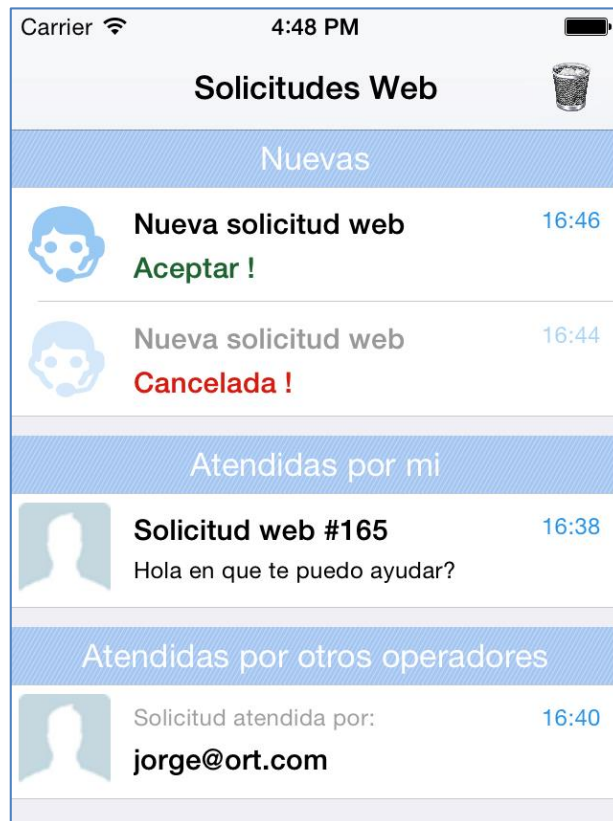 Carrier 4:48 PM
Solicitudes Web
Nuevas
Nueva solicitud web 16:46
Aceptar !
Nueva solicitud web 16:44
Cancelada !
Atendidas por mi
Solicitud web #165 16:38
Hola en que te puedo ayudar?
Atendidas por otros operadores
Solicitud atendida por: 16:40
jorge@ort.com